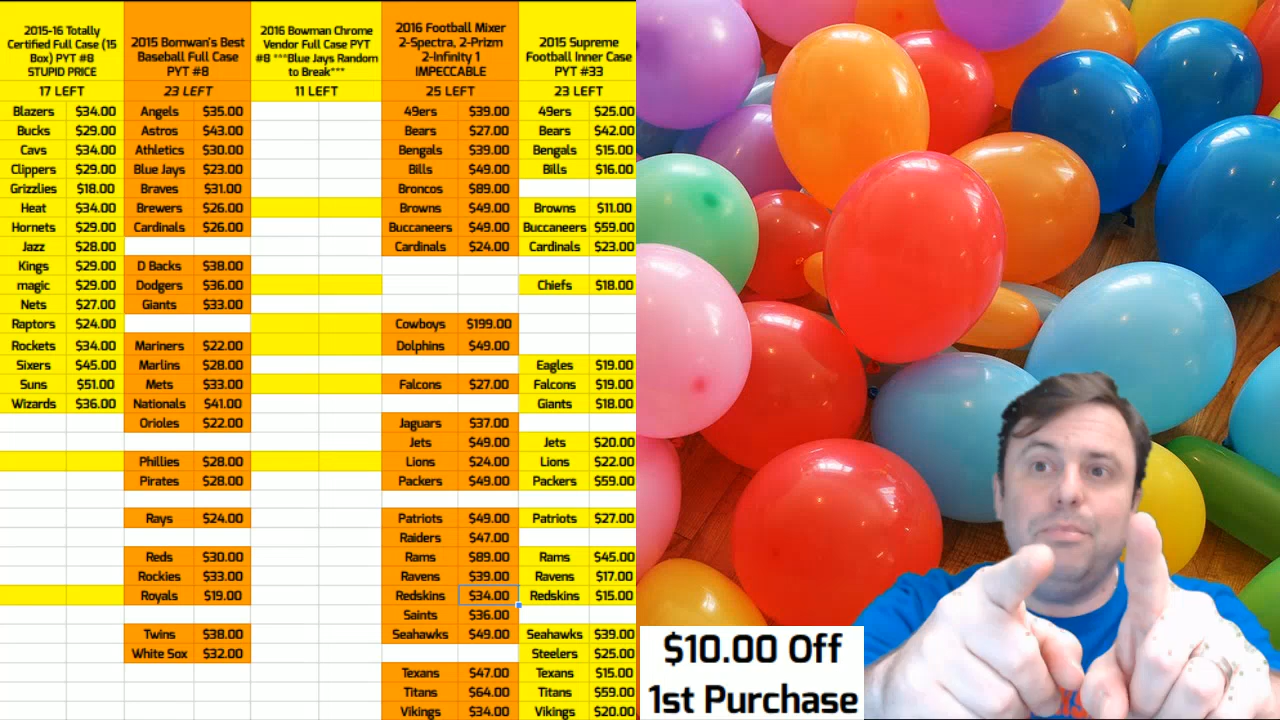 2015-16 Totally
Certified Full Case (15
Box) PYT #8
STUPID PRICE
17 LEFT
Blazers $34.00
Bucks $29.00
Cavs $34.00
Clippers $29.00
Grizzlies $18.00
Heat $34.00
Hornets $29.00
Jazz $28.00
Kings $29.00
magic $29.00
Nets $27.00
Raptors $24.00
Rockets $34.00
Sixers $45.00
Suns $51.00
Wizards $36.00
2015 Bomwan's Best
Baseball Full Case
PYT #8
23 LEFT
Angels $35.00
Astros $43.00
Athletics $30.00
Blue Jays $23.00
Braves $31.00
Brewers $26.00
Cardinals $26.00
D Backs $38.00
Dodgers $36.00
Giants $33.00
Mariners $22.00
Marlins $28.00
Mets $33.00
Nationals $41.00
Orioles $22.00
Phillies $28.00
Pirates $28.00
Rays $24.00
Reds $30.00
Rockies $33.00
Royals $19.00
Twins $38.00
White Sox $32.00
2016 Bowman Chrome
Vendor Full Case PYT
#8 ***Blue Jays Random
to Break***
11 LEFT
2016 Football Mixer
2-Spectra, 2-Prizm
2-Infinity 1
IMPECCABLE
25 LEFT
49ers $39.00
Bears $27.00
Bengals $39.00
Bills $49.00
Broncos $89.00
Browns $49.00
Buccaneers $49.00
Cardinals $24.00
Cowboys $199.00
Dolphins $49.00
Falcons $27.00
Jaguars $37.00
Jets $49.00
Lions $24.00
Packers $49.00
Patriots $49.00
Raiders $47.00
Rams $89.00
Ravens $39.00
Redskins $34.00
Saints $36.00
Seahawks $49.00
Texans $47.00
Titans $64.00
Vikings $34.00
2015 Supreme
Football Inner Case
PYT #33
23 LEFT
49ers $25.00
Bears $42.00
Bengals $15.00
Bills $16.00
Browns $11.00
Buccaneers $59.00
Cardinals $23.00
Chiefs $18.00
Eagles $19.00
Falcons $19.00
Giants $18.00
Jets $20.00
Lions $22.00
Packers $59.00
Patriots $27.00
Rams $45.00
Ravens $17.00
Redskins $15.00
Seahawks $39.00
Steelers $25.00
Texans $15.00
Titans $59.00
Vikings $20.00
$10.00 Off
1st Purchase